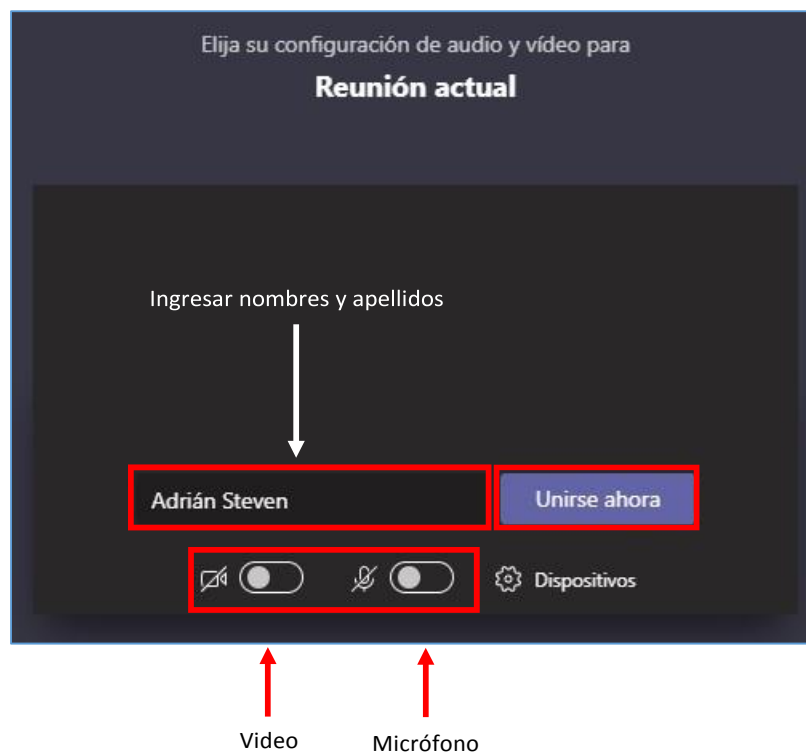 Elija su configuración de audio y vídeo para
Reunión actual
Ingresar nombres y apellidos
Adrián Steven
Unirse ahora
Dispositivos
Video
Micrófono